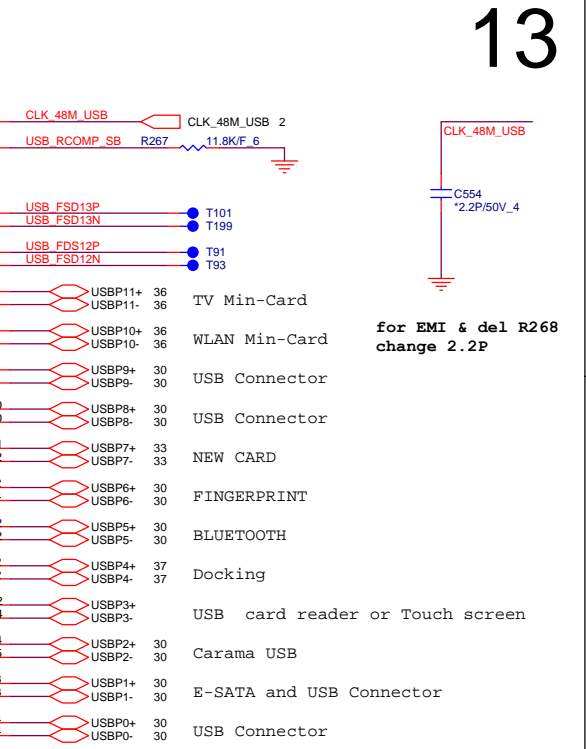 13
CLK_48M_USB
CLK_48M_USB 2
USB_RCOMP_SB R267 11.8K/F_6
CLK_48M_USB
C554
*2.2P/50V_4
USB_FSD13P
T101
USB_FSD13N
T199
USB_FDS12P
T91
USB_FSD12N
T93
for EMI & del R268
change 2.2P
USBP11+ 36
USBP11- 36
TV Min-Card
USBP10+ 36
USBP10- 36
WLAN Min-Card
USBP9+ 30
USBP9- 30
USB Connector
USBP8+ 30
USBP8- 30
USB Connector
USBP7+ 33
USBP7- 33
NEW CARD
USBP6+ 30
USBP6- 30
FINGERPRINT
USBP5+ 30
USBP5- 30
BLUETOOTH
USBP4+ 37
USBP4- 37
Docking
USBP3+
USBP3-
USB card reader or Touch screen
USBP2+ 30
USBP2- 30
Carama USB
USBP1+ 30
USBP1- 30
E-SATA and USB Connector
USBP0+ 30
USBP0- 30
USB Connector